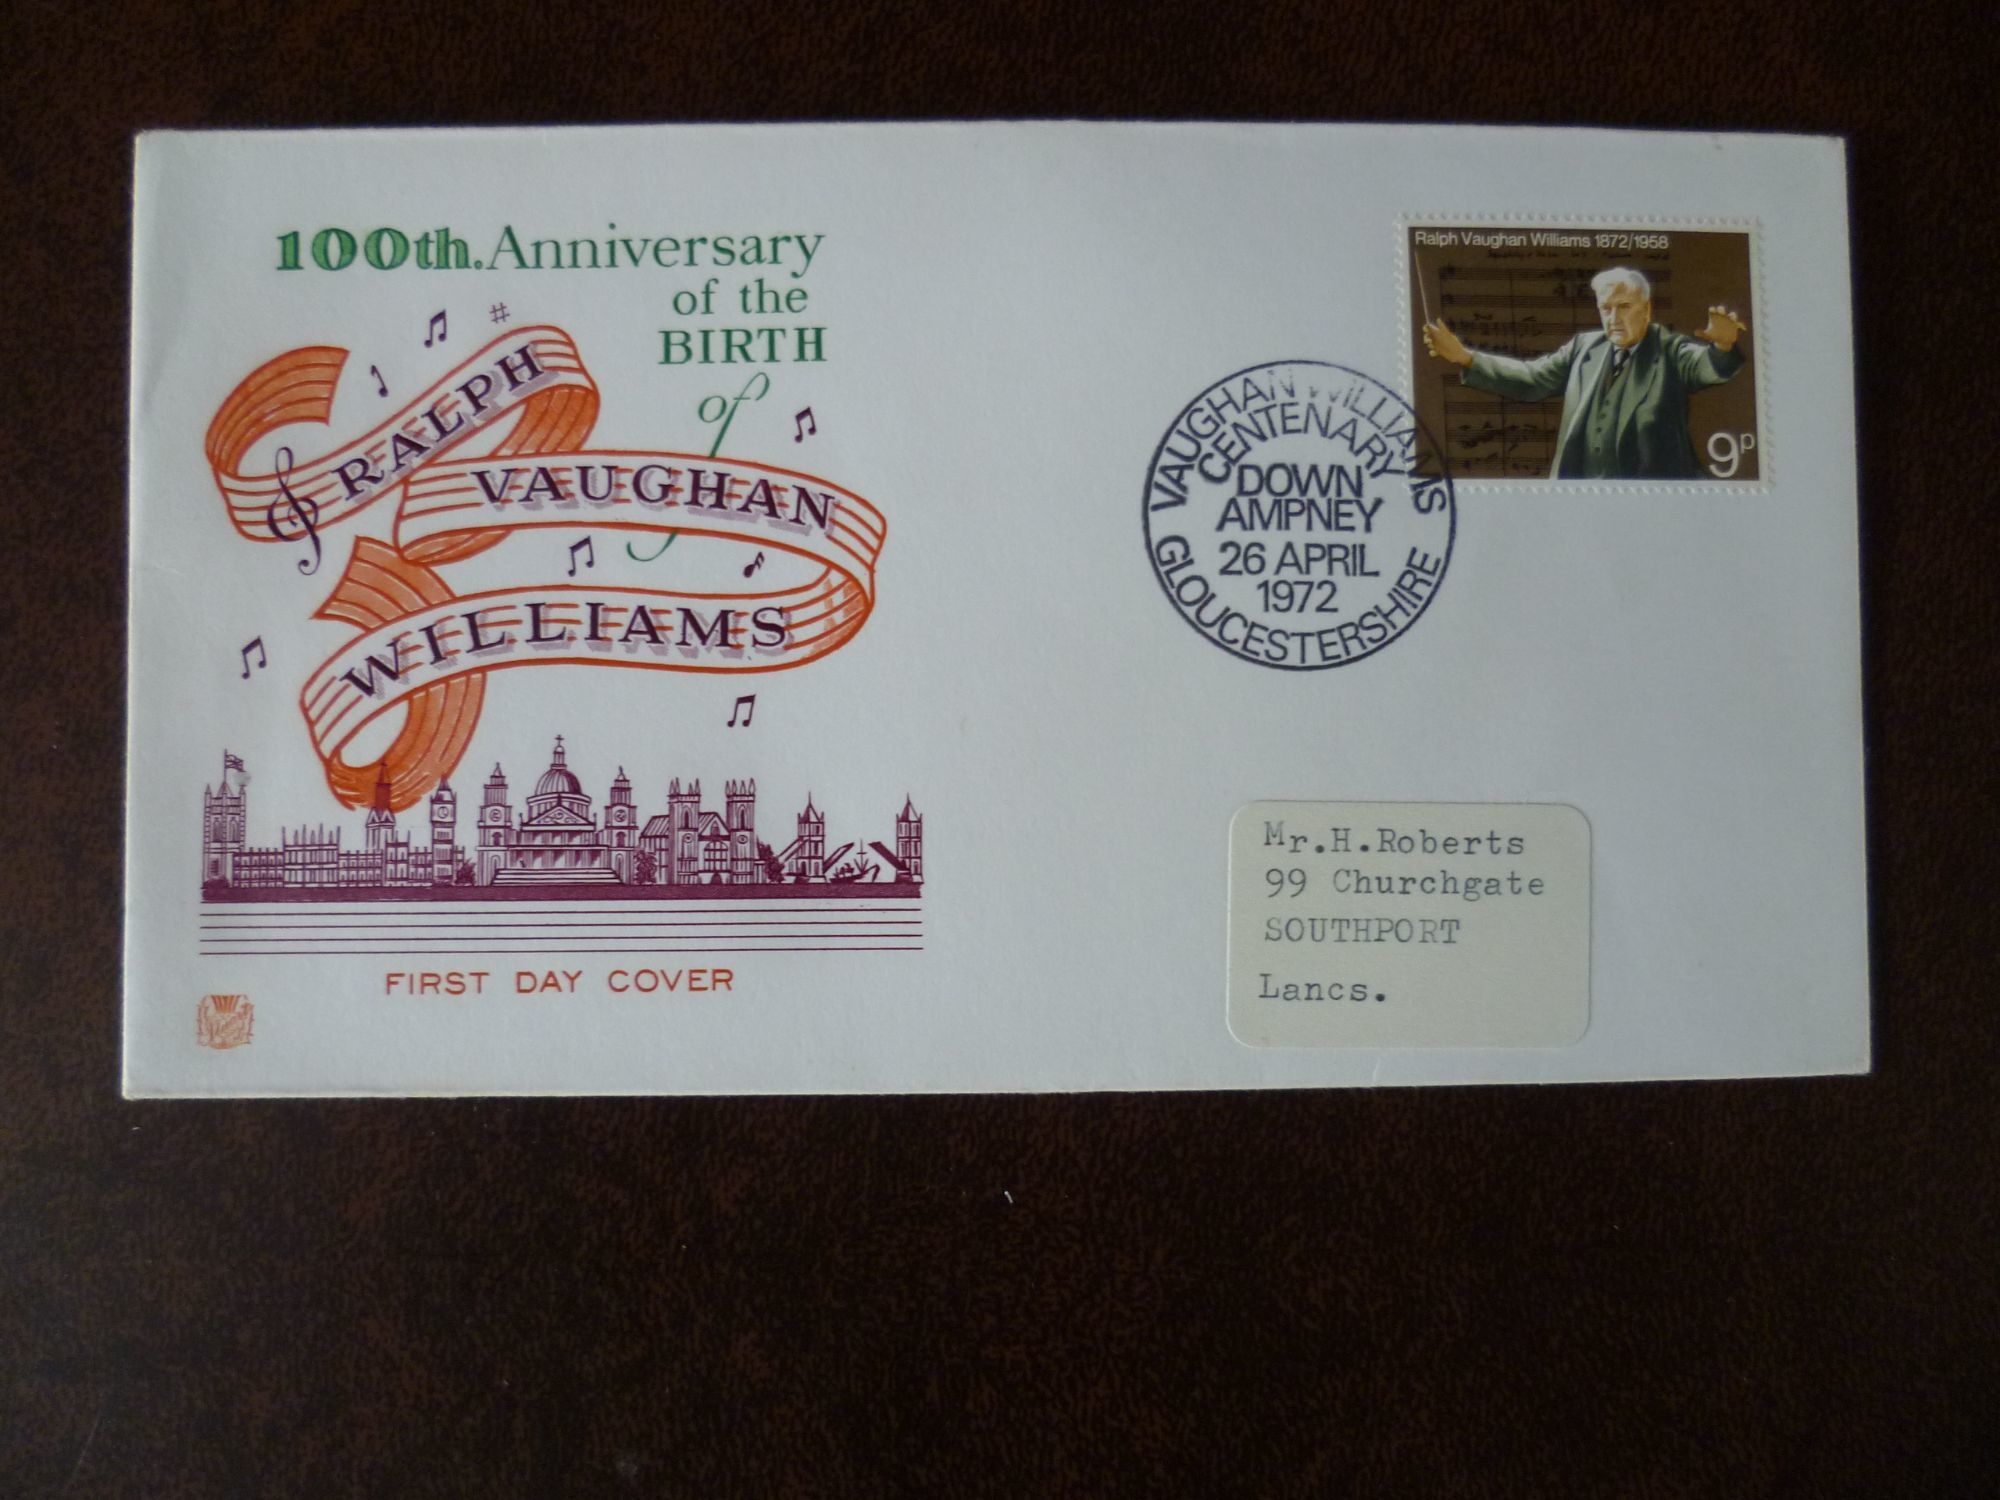 100th. Anniversary
of the
BIRTH
of
RALPH
VAUGHAN
WILLIAMS
FIRST DAY COVER
Ralph Vaughan Williams 1872/1958
9p
VAUGHAN WILLIAMS
CENTENARY
DOWN
AMPNEY
26 APRIL
1972
GLOUCESTERSHIRE
Mr.H.Roberts
99 Churchgate
SOUTHPORT
Lancs.